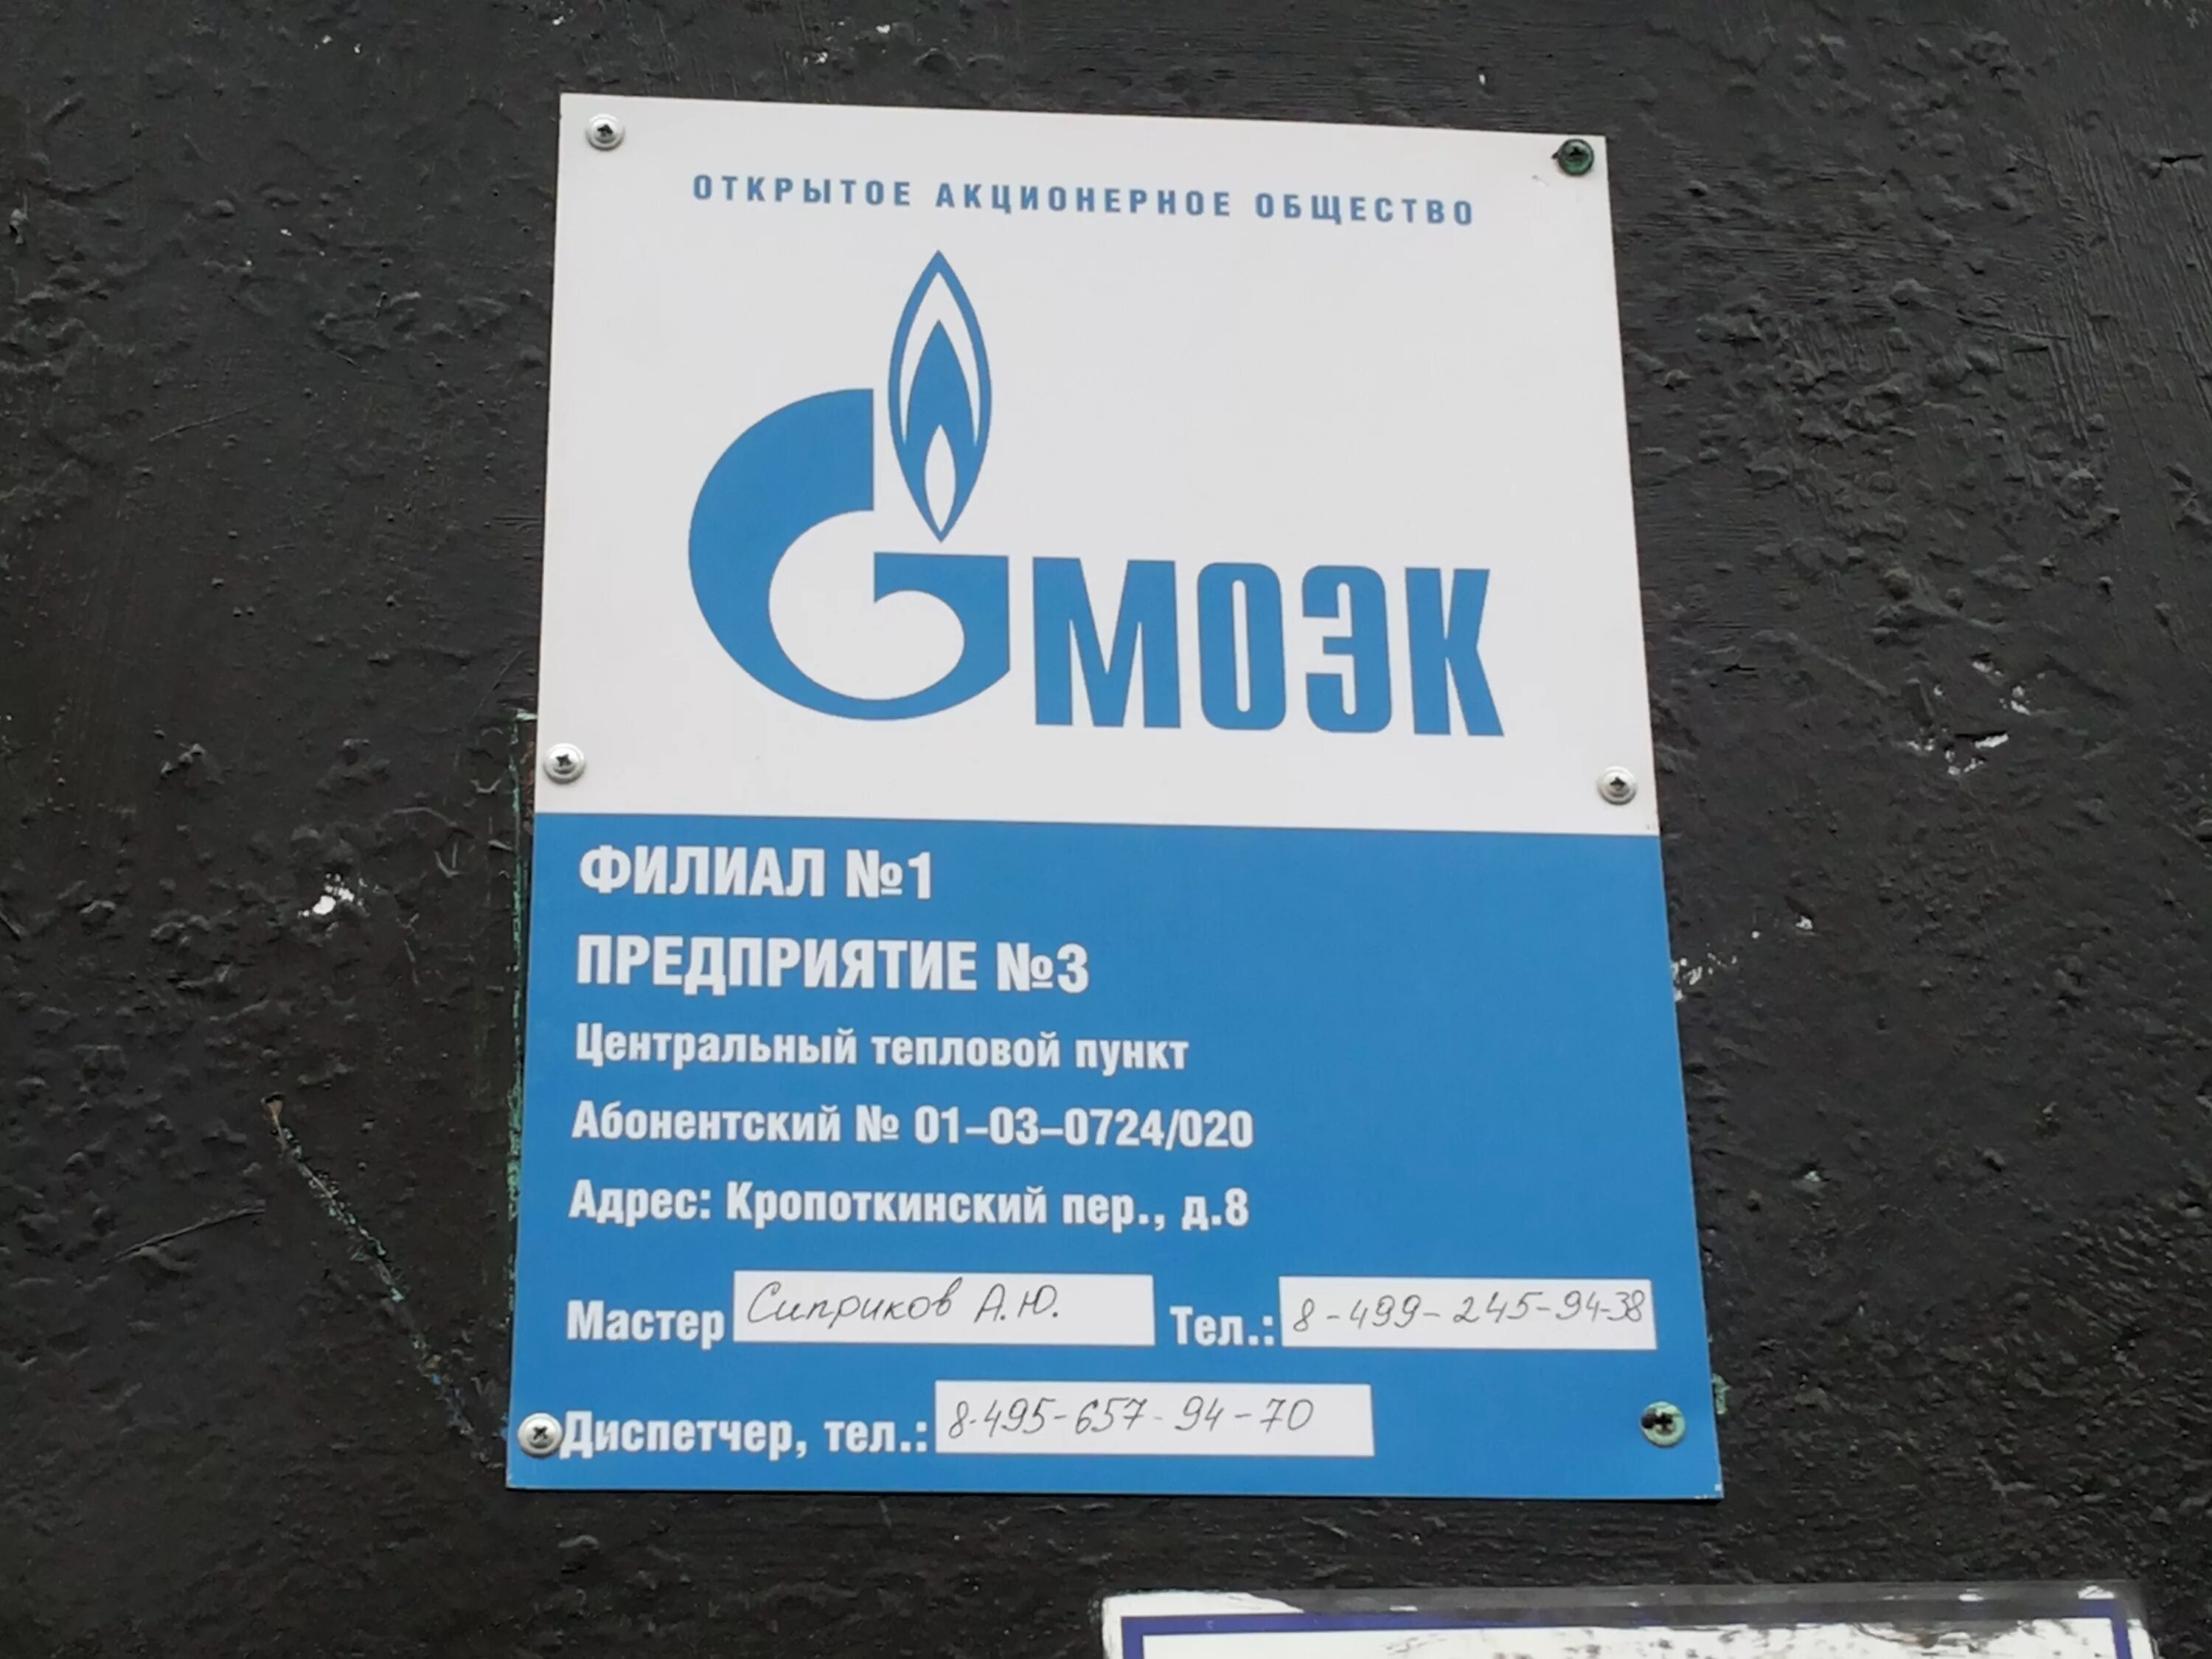 ОТКРЫТОЕ АКЦИОНЕРНОЕ ОБЩЕСТВО
МОЭК
ФИЛИАЛ №1
ПРЕДПРИЯТИЕ №3
Центральный тепловой пункт
Абонентский № 01-03-0724/020
Адрес: Кропоткинский пер., д.8
Мастер Сиприков А.Ю. Тел.: 8-499-245-94-38
Диспетчер, тел.: 8-495-657-94-70